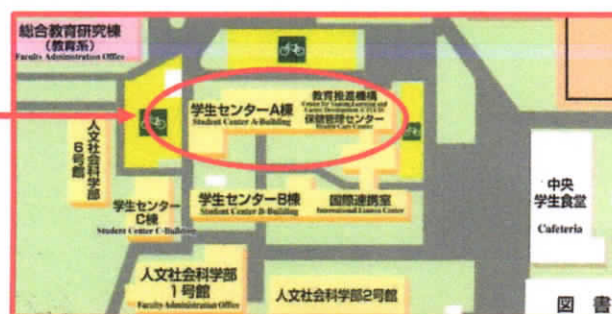 総合教育研究棟
(教育系)
Faculty Administration Office
学生センターA棟
Student Center A-Building
教育推進機構
保健管理センター
Health Care Center
人文社会科学部
6号館
学生センター
C棟
Student Center C-Building
学生センターB棟
Student Center B-Building
国際連携室
International Liaison Center
中央
学生食堂
Cafeteria
人文社会科学部
1号館
Faculty Administration Office
人文社会科学部2号館
図書